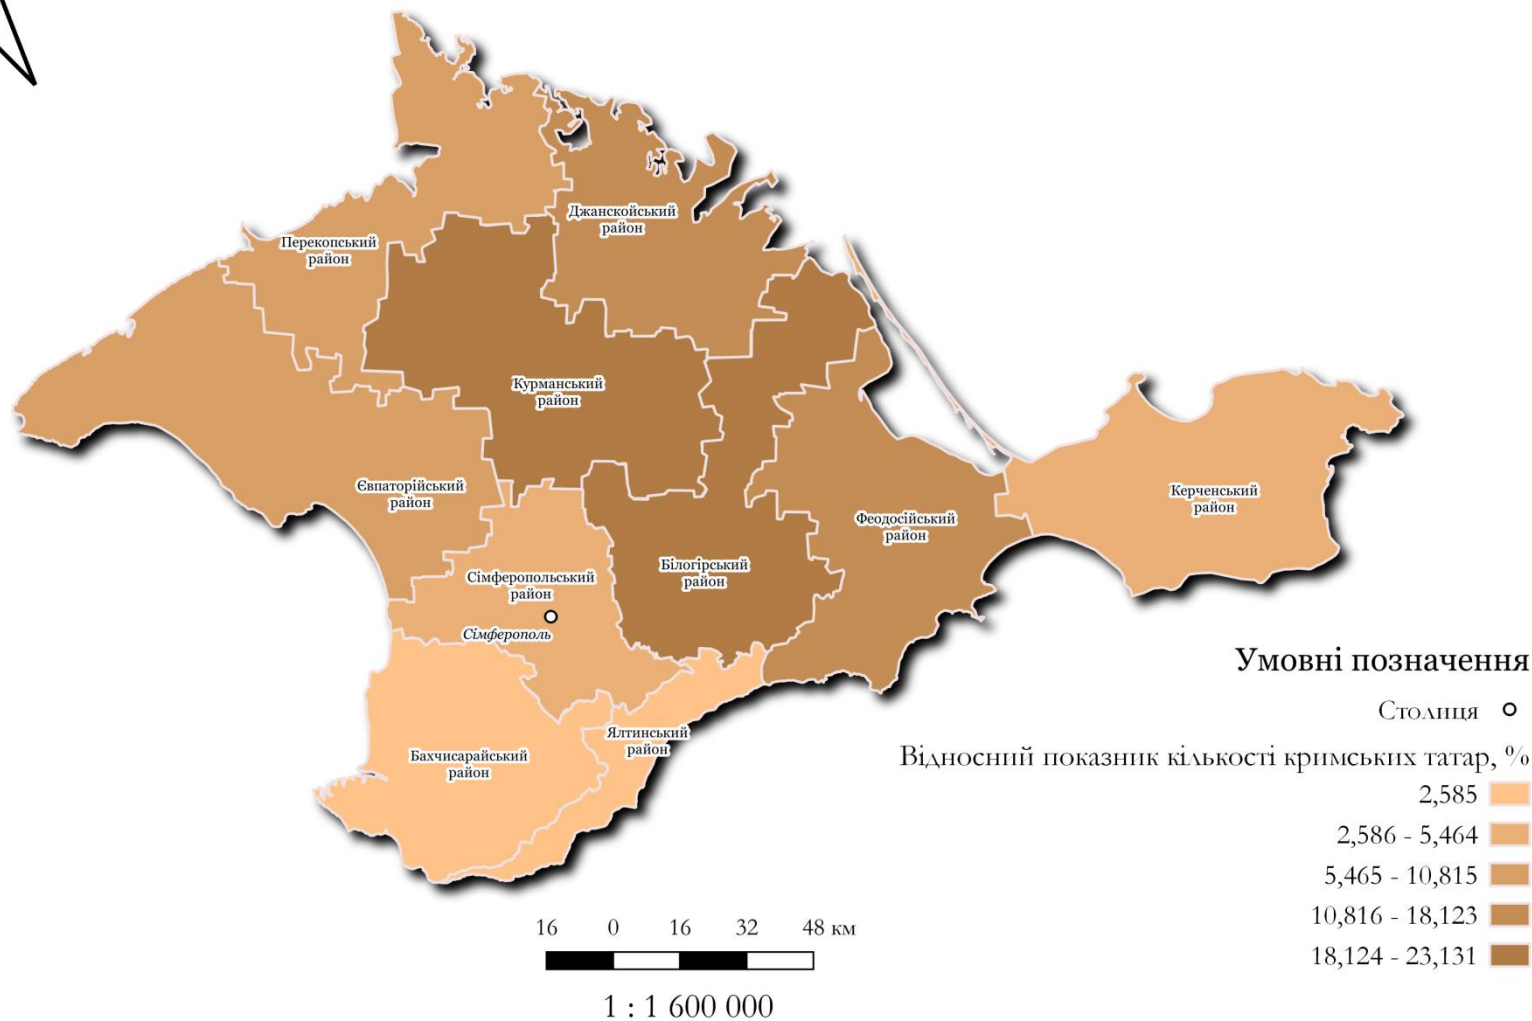 Джанскойський
район
Перекопський
район
Курманський
район
Євпаторійський
район
Керченський
район
Феодосійський
район
Білогірський
район
Сімферопольський
район
Сімферополь
Ялтинський
район
Бахчисарайський
район
Умовні позначення
Столиця
Відносний показник кількості кримських татар, %
2,585
2,586 - 5,464
5,465 - 10,815
10,816 - 18,123
18,124 - 23,131
16 0 16 32 48 км
1 : 1 600 000